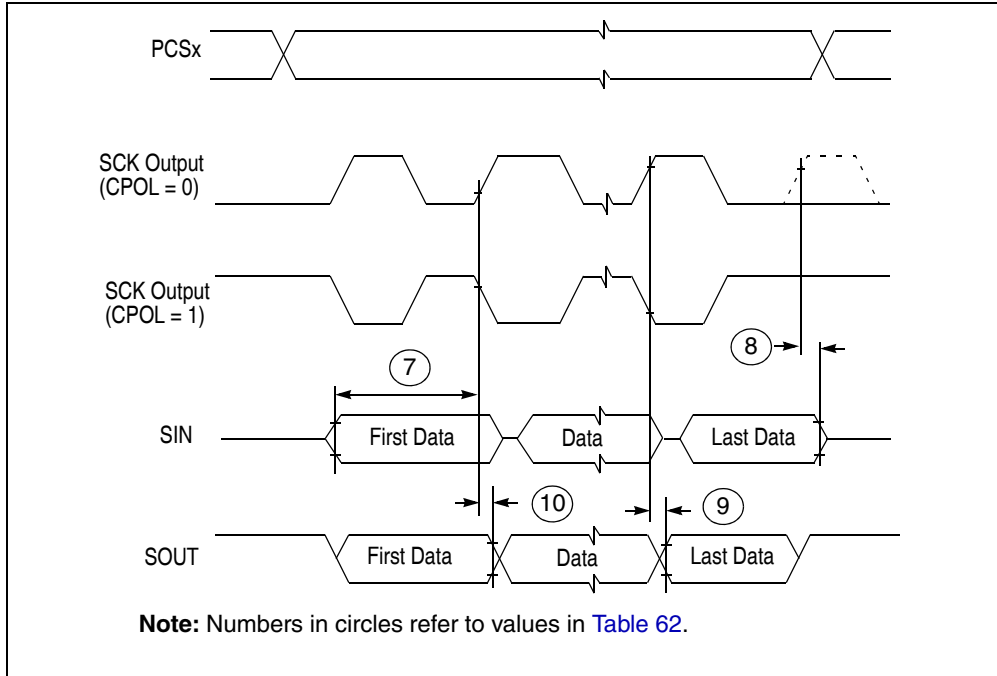 PCSx
SCK Output
(CPOL = 0)
SCK Output
(CPOL = 1)
8
7
SIN
First Data
Data
Last Data
10
9
SOUT
First Data
Data
Last Data
Note: Numbers in circles refer to values in Table 62.